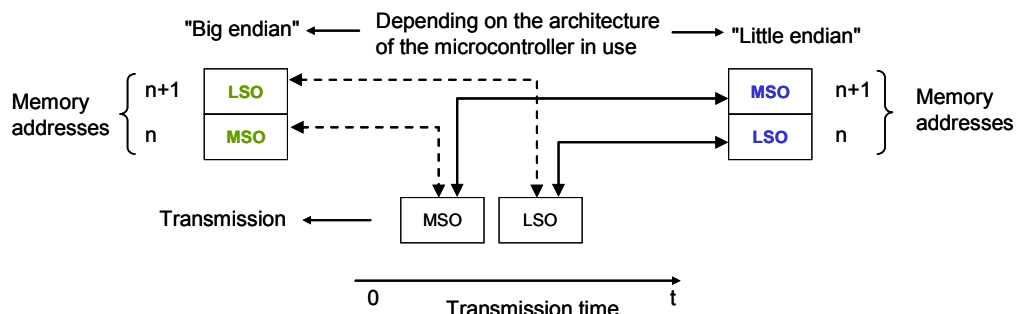 "Big endian"
Depending on the architecture
of the microcontroller in use
"Little endian"
Memory
addresses
n+1
n
LSO
MSO
MSO
LSO
n+1
n
Memory
addresses
Transmission
MSO
LSO
0
t
Transmission time